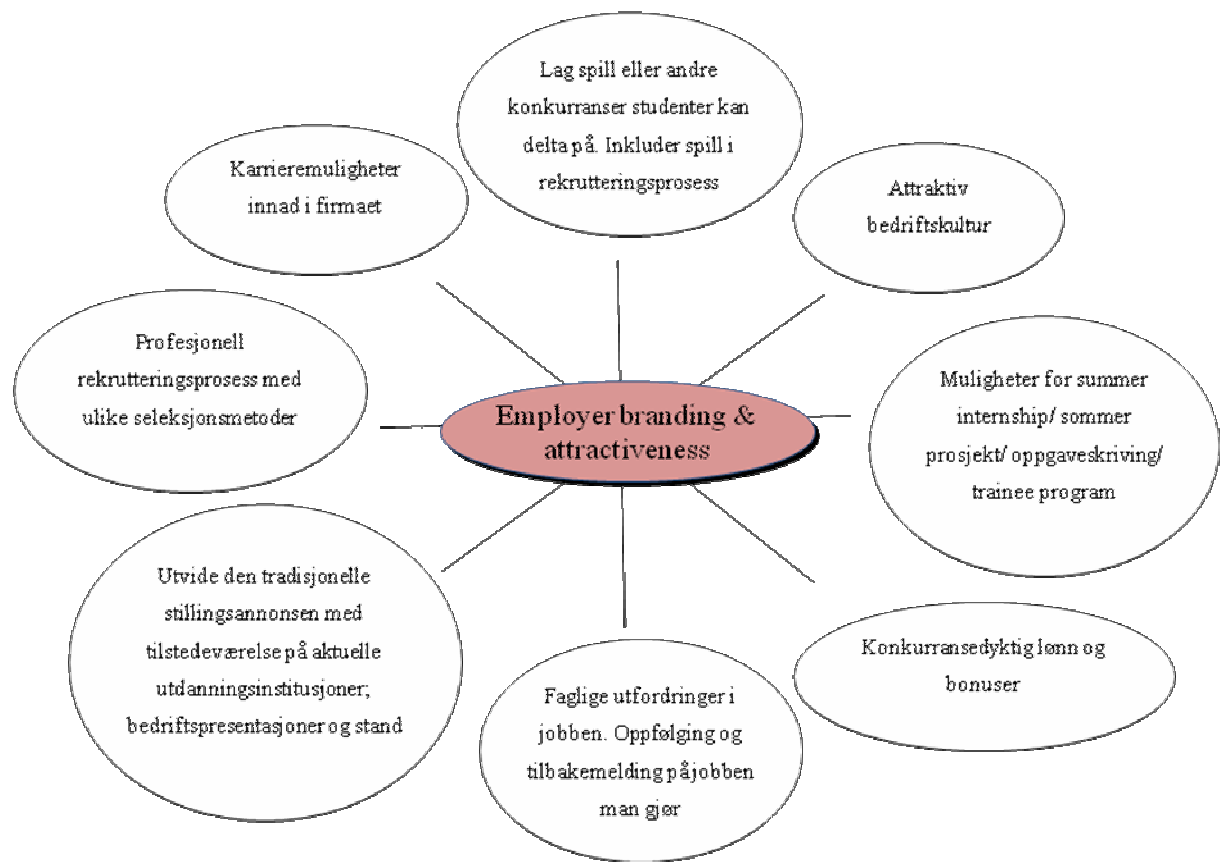 Lag spill eller andre
konkurranser studenter kan
delta på. Inkluder spill i
rekrutteringsprosess
Karrieremuligheter
innad i firmaet
Attraktiv
bedriftskultur
Profesjonell
rekrutteringsprosess med
ulike seleksjonsmetoder
Employer branding &
attractiveness
Muligheter for summer
internship/ sommer
prosjekt/ oppgaveskriving/
trainee program
Utvide den tradisjonelle
stillingsannonsen med
tilstedeværelse på aktuelle
utdanningsinstitusjoner;
bedriftspresentasjoner og stand
Faglige utfordringer i
jobben. Oppfølging og
tilbakemelding på jobben
man gjør
Konkurransedyktig lønn og
bonuser